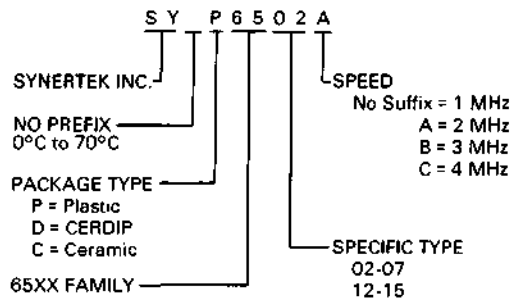 S Y _ P 6 5 0 2 A
SYNERTEK INC.
SPEED
No Suffix = 1 MHz
A = 2 MHz
B = 3 MHz
C = 4 MHz
NO PREFIX
0°C to 70°C
PACKAGE TYPE
P = Plastic
D = CERDIP
C = Ceramic
SPECIFIC TYPE
02-07
12-15
65XX FAMILY